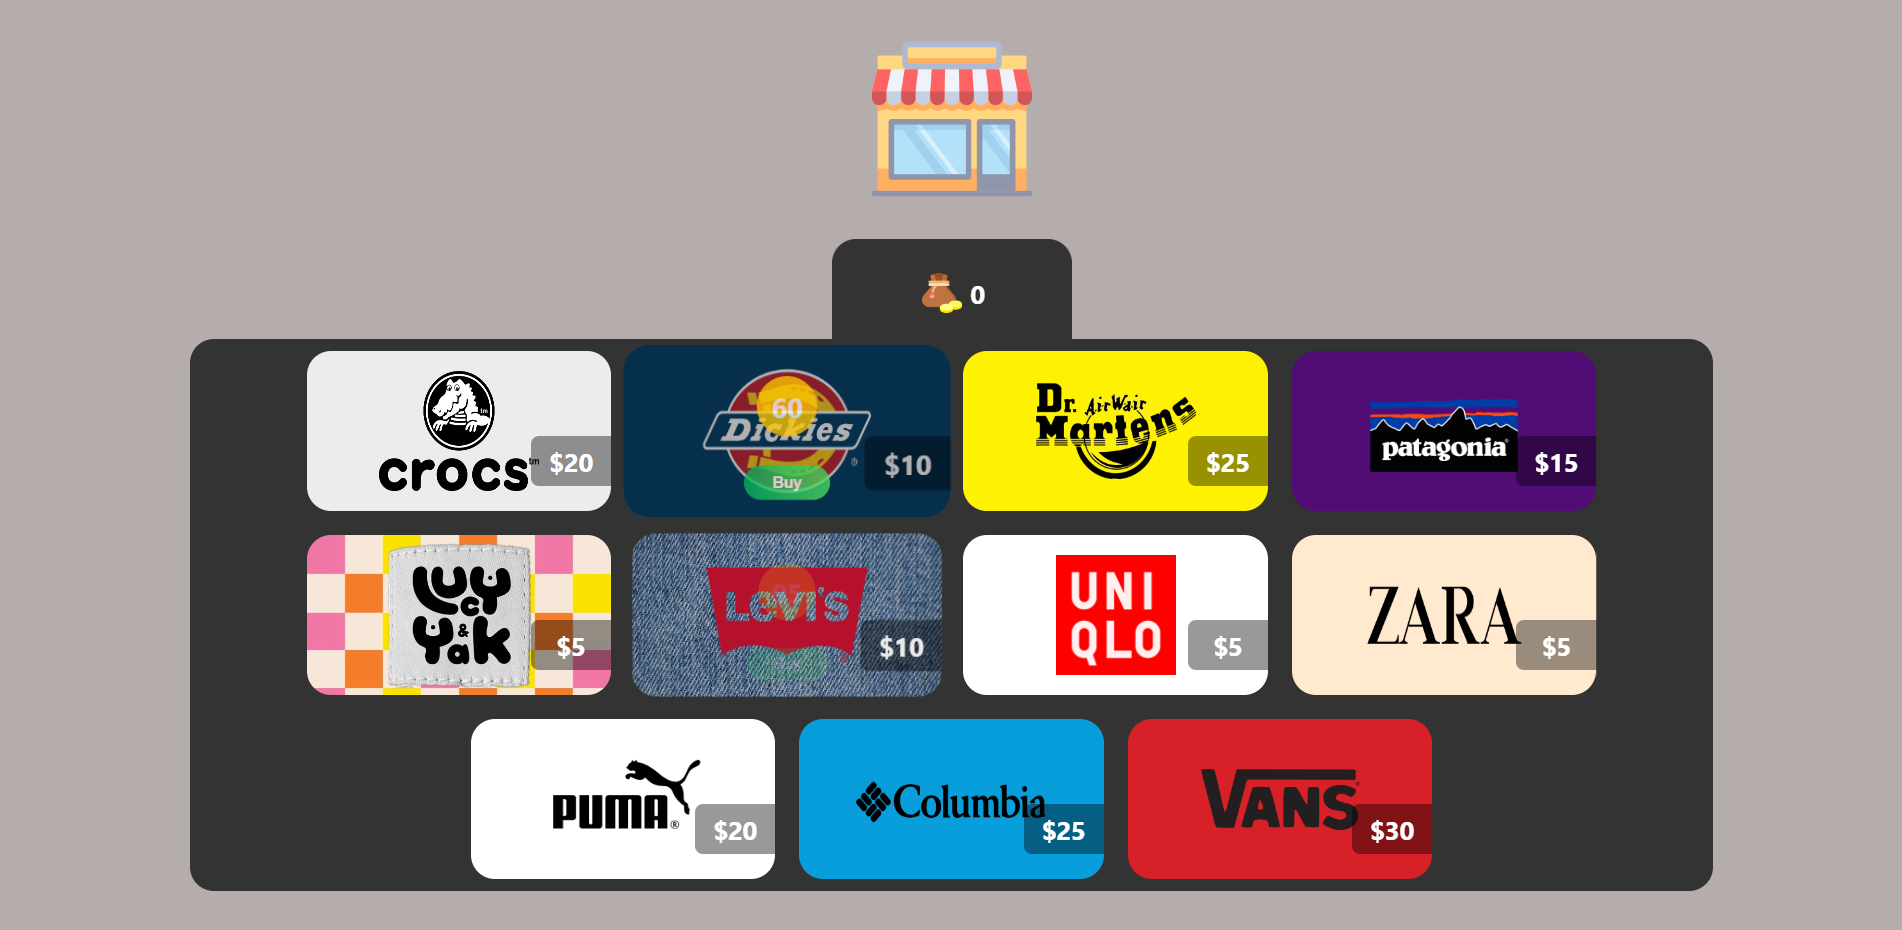 0
crocs™
$20
60
Dickies®
$10
Buy
Dr. AirWair
Martens
$25
patagonia
$15
Lucy
&
Yak
$5
LEVI'S
$10
UNI
QLO
$5
ZARA
$5
PUMA®
$20
Columbia
$25
VANS
$30